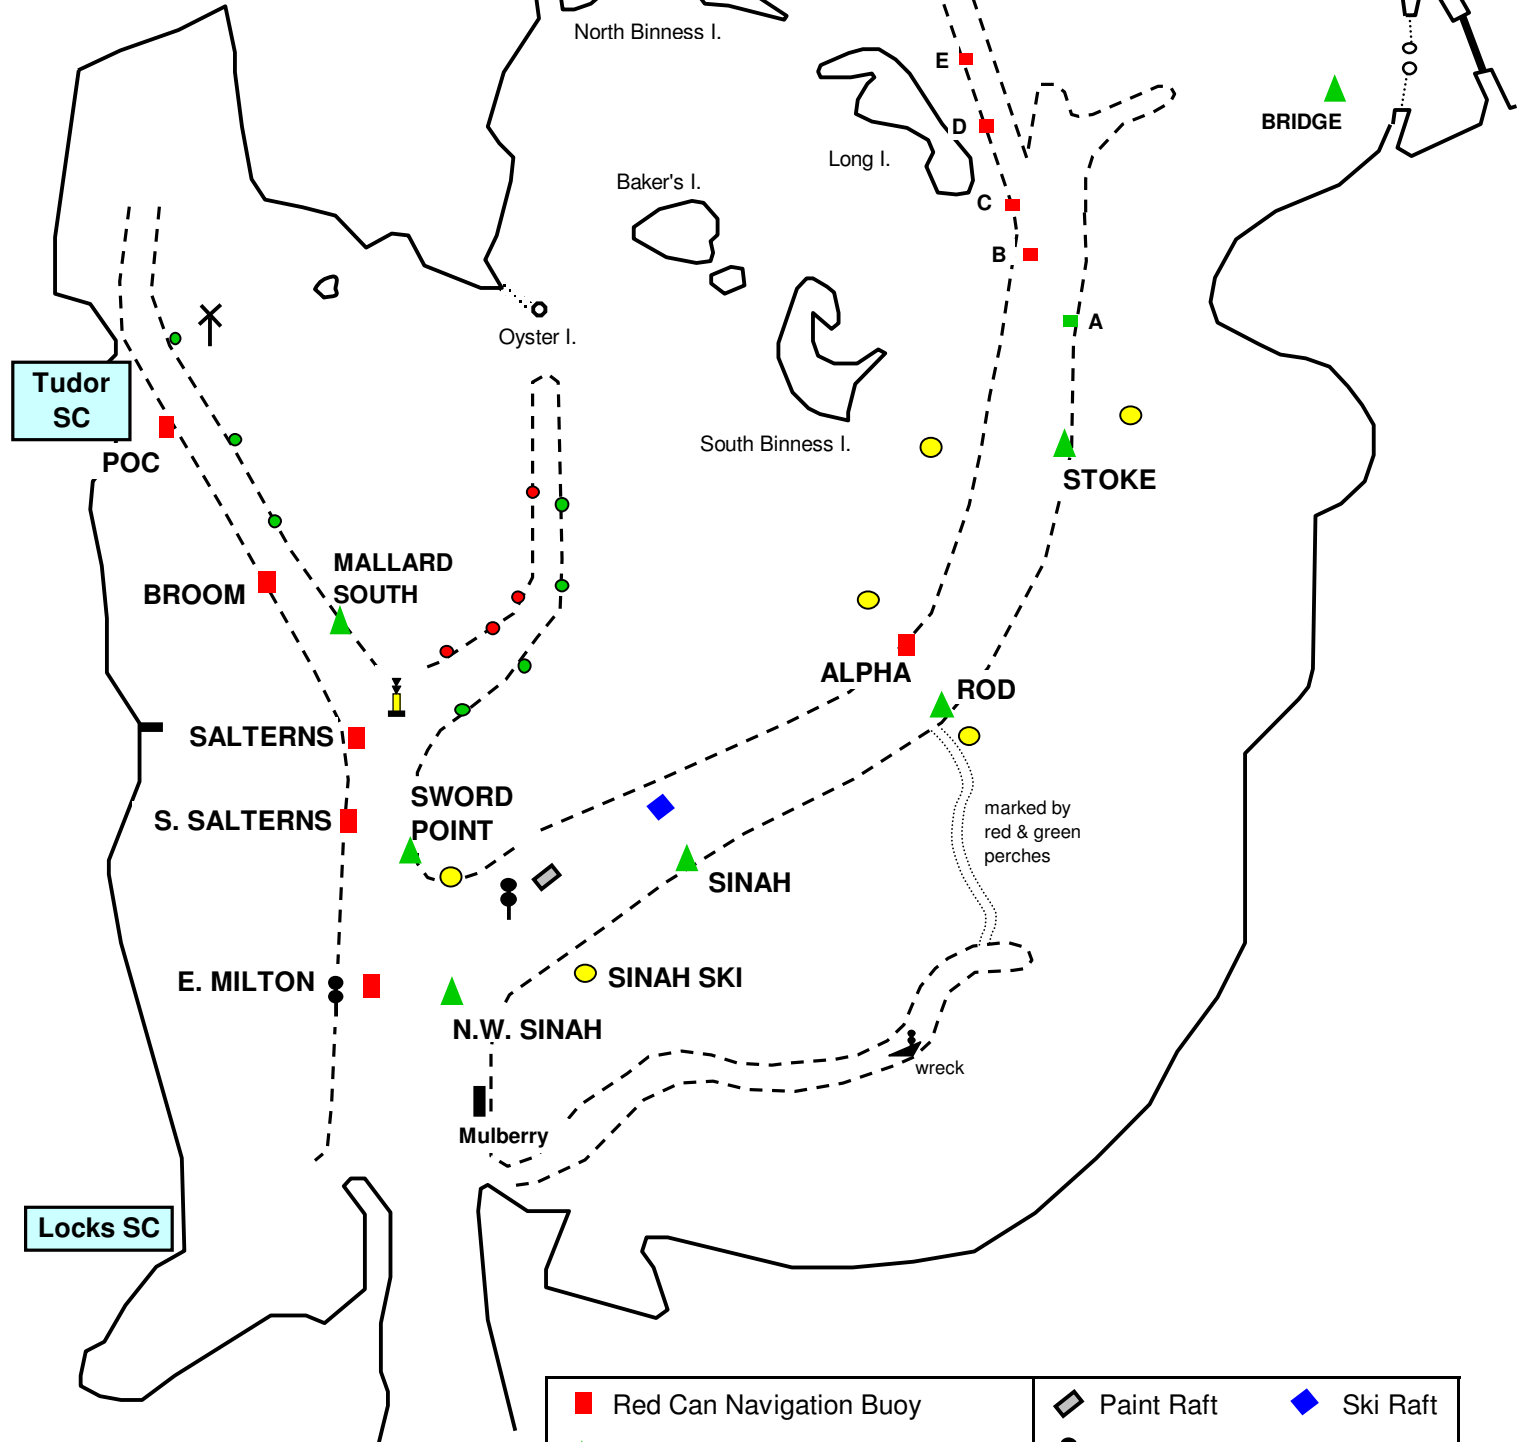 North Binness I.
E
D
BRIDGE
Long I.
Baker's I.
C
B
A
Oyster I.
Tudor
SC
South Binness I.
POC
STOKE
MALLARD
SOUTH
BROOM
ALPHA
ROD
SALTERNS
SWORD
POINT
S. SALTERNS
marked by
red & green
perches
SINAH
E. MILTON
SINAH SKI
N.W. SINAH
wreck
Mulberry
Locks SC
Red Can Navigation Buoy
Paint Raft
Ski Raft